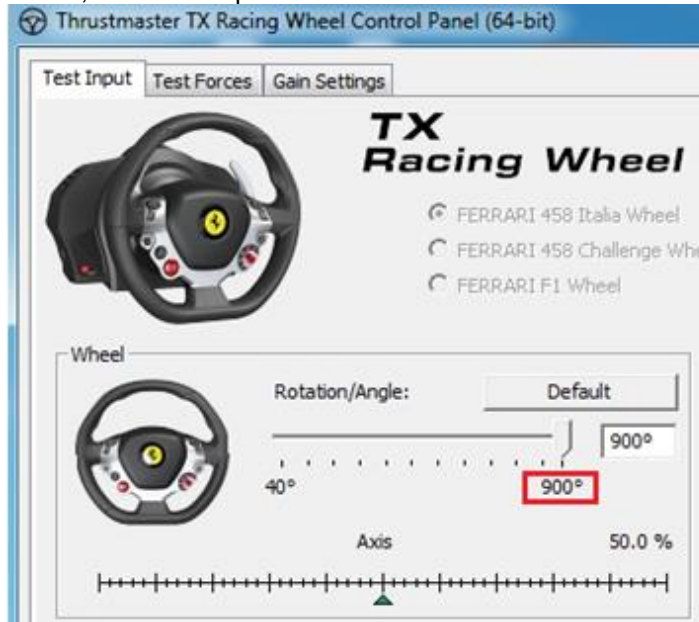 Thrustmaster TX Racing Wheel Control Panel (64-bit)
Test Input Test Forces Gain Settings
TX
Racing Wheel
FERRARI 458 Italia Wheel
FERRARI 458 Challenge Whe
FERRARI F1 Wheel
Wheel
Rotation/Angle: Default
900°
40° 900°
Axis 50.0 %